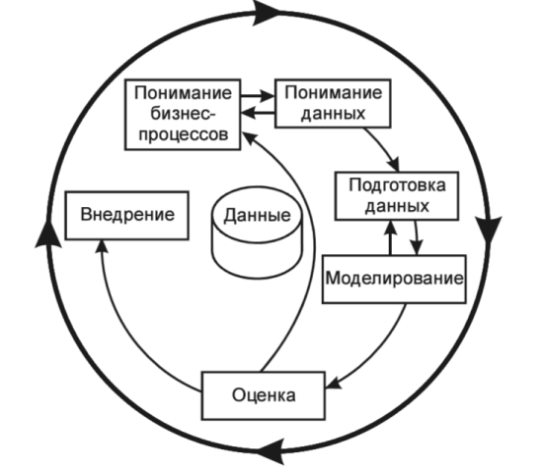 Понимание
бизнес-
процессов
Понимание
данных
Подготовка
данных
Внедрение
Данные
Моделирование
Оценка